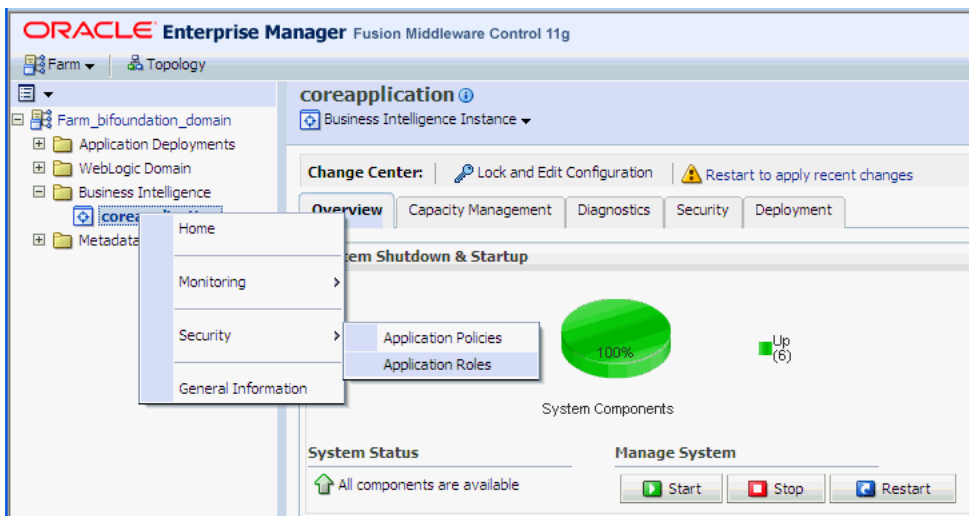 ORACLE Enterprise Manager Fusion Middleware Control 11g
Farm Topology
Farm_bifoundation_domain
Application Deployments
WebLogic Domain
Business Intelligence
Metadata
Home
Monitoring
Security
General Information
Application Policies
Application Roles
coreapplication
Business Intelligence Instance
Change Center: Lock and Edit Configuration Restart to apply recent changes
Overview Capacity Management Diagnostics Security Deployment
Shutdown & Startup
100%
Up
(6)
System Components
System Status
All components are available
Manage System
Start Stop Restart